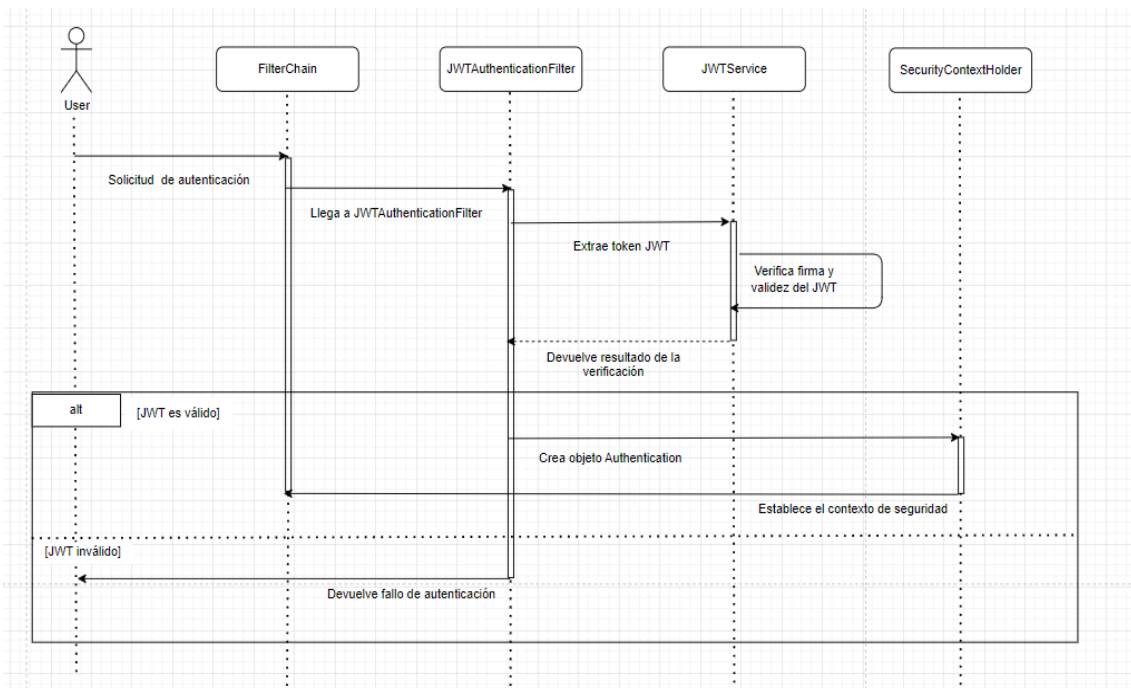 User
FilterChain
JWTAuthenticationFilter
JWTService
SecurityContextHolder
Solicitud de autenticación
Llega a JWTAuthenticationFilter
Extrae token JWT
Verifica firma y
validez del JWT
Devuelve resultado de la
verificación
alt
[JWT es válido]
Crea objeto Authentication
Establece el contexto de seguridad
[JWT inválido]
Devuelve fallo de autenticación